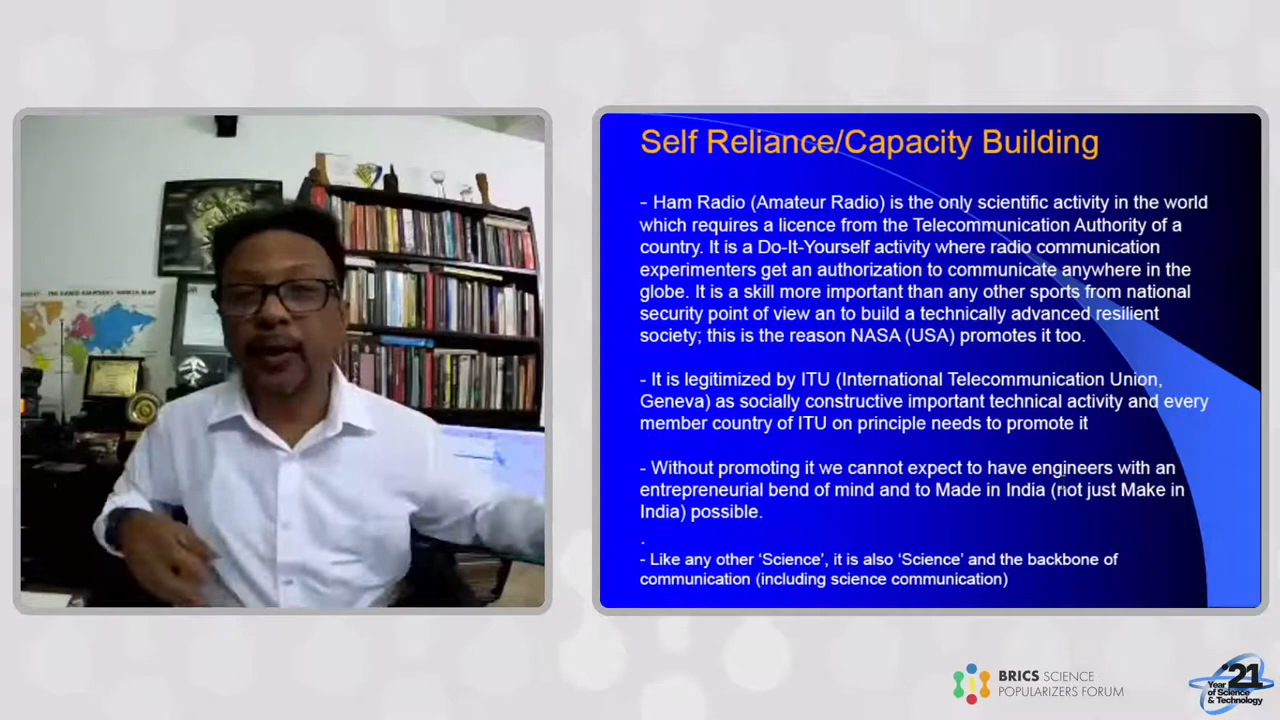 Self Reliance/Capacity Building
- Ham Radio (Amateur Radio) is the only scientific activity in the world
which requires a licence from the Telecommunication Authority of a
country. It is a Do-It-Yourself activity where radio communication
experimenters get an authorization to communicate anywhere in the
globe. It is a skill more important than any other sports from national
security point of view an to build a technically advanced resilient
society; this is the reason NASA (USA) promotes it too.
- It is legitimized by ITU (International Telecommunication Union,
Geneva) as socially constructive important technical activity and every
member country of ITU on principle needs to promote it
- Without promoting it we cannot expect to have engineers with an
entrepreneurial bend of mind and to Made in India (not just Make in
India) possible.
.
- Like any other ‘Science’, it is also ‘Science’ and the backbone of
communication (including science communication)
BRICS SCIENCE
POPULARIZERS FORUM
'21
Year
of Science
& Technology